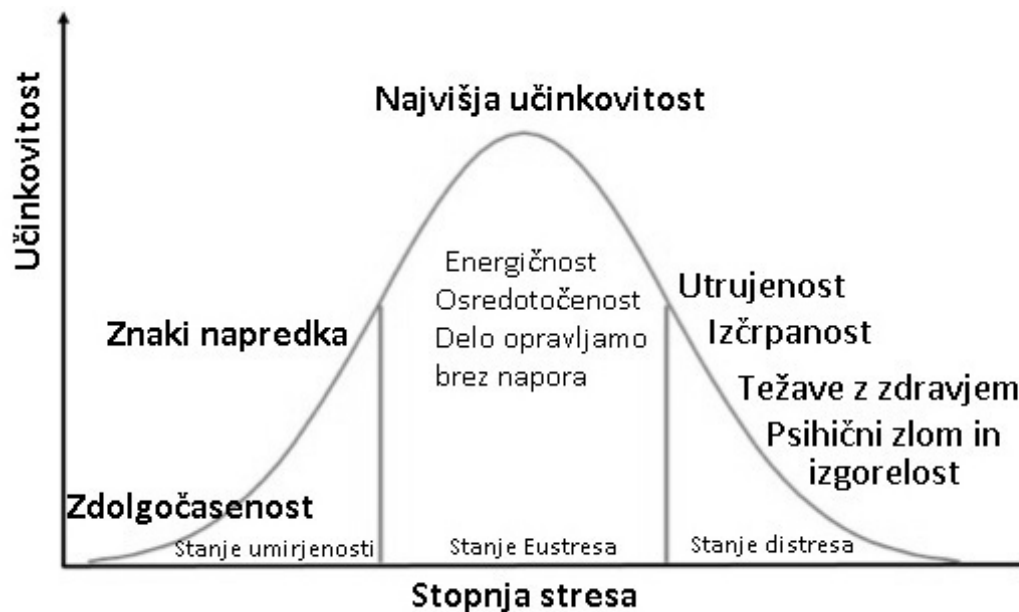 Učinkovitost
Najvišja učinkovitost
Energičnost
Osredotočenost
Delo opravljamo
brez napora
Znaki napredka
Zdolgočasenost
Utrujenost
Izčrpanost
Težave z zdravjem
Psihični zlom in
izgorelost
Stanje umirjenosti
Stanje Eustresa
Stanje distresa
Stopnja stresa